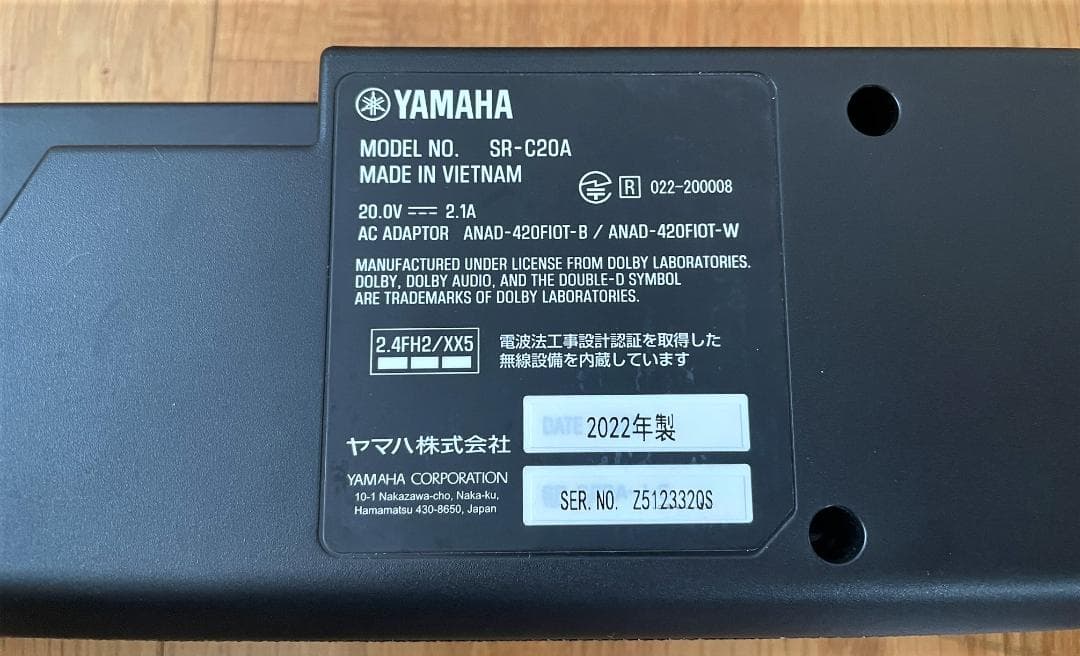 YAMAHA
MODEL NO. SR-C20A
MADE IN VIETNAM
R 022-200008
20.0V 2.1A
AC ADAPTOR ANAD-420FIOT-B / ANAD-420FIOT-W
MANUFACTURED UNDER LICENSE FROM DOLBY LABORATORIES.
DOLBY, DOLBY AUDIO, AND THE DOUBLE-D SYMBOL
ARE TRADEMARKS OF DOLBY LABORATORIES.
2.4FH2/XX5
電波法工事設計認証を取得した
無線設備を内蔵しています
DATE 2022年製
ヤマハ株式会社
YAMAHA CORPORATION
10-1 Nakazawa-cho, Naka-ku,
Hamamatsu 430-8650, Japan
SER. NO. Z512332QS